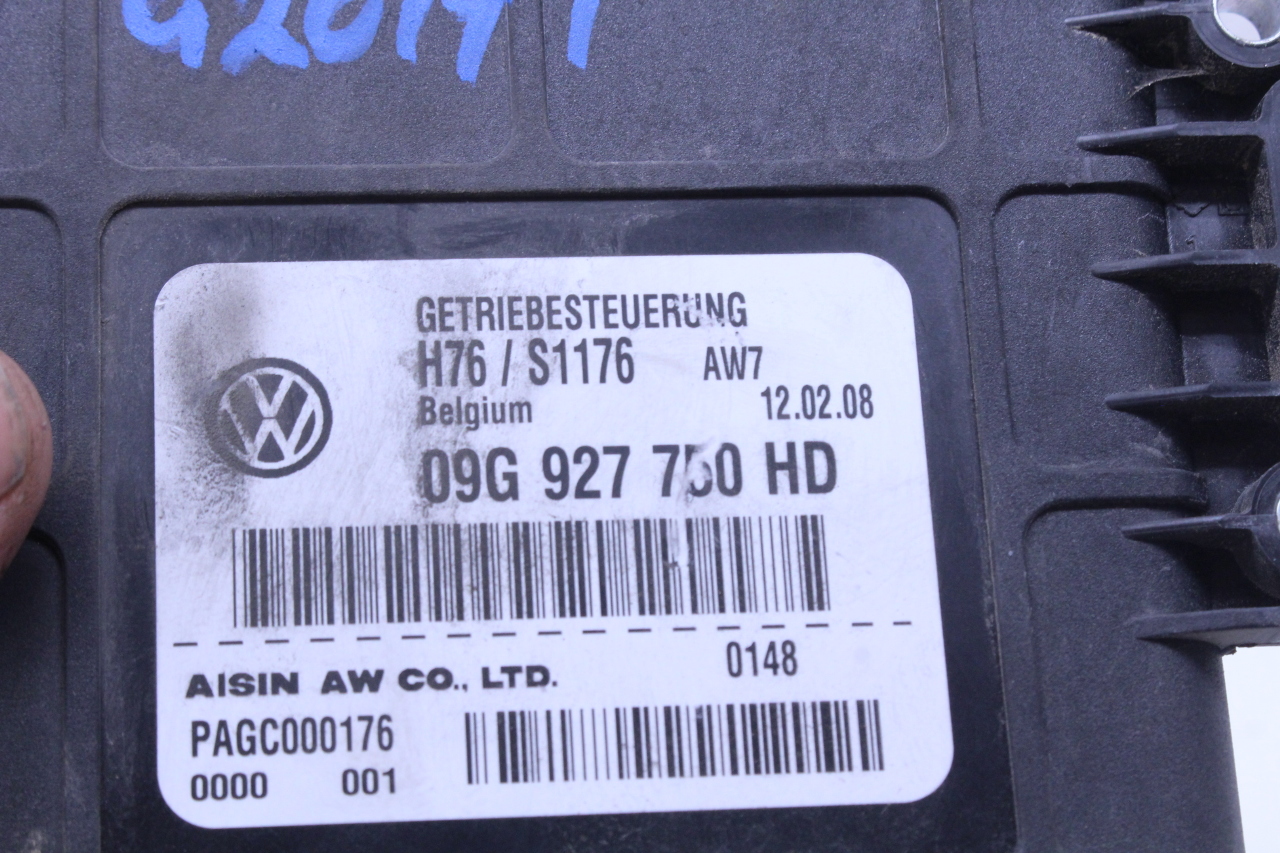 GETRIEBESTEUERUNG
H76 / S1176 AW7
Belgium 12.02.08
09G 927 750 HD
AISIN AW CO., LTD. 0148
PAGC000176
0000 001